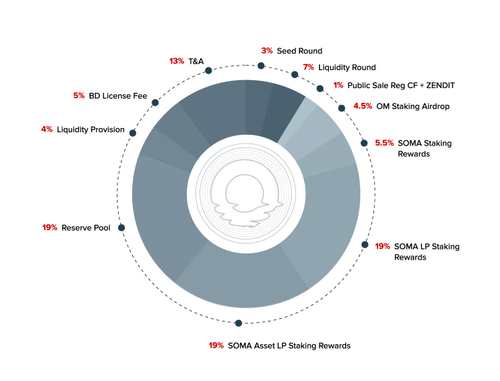 3% Seed Round
7% Liquidity Round
1% Public Sale Reg CF + ZENDIT
4.5% OM Staking Airdrop
5.5% SOMA Staking
Rewards
19% SOMA LP Staking
Rewards
19% SOMA Asset LP Staking Rewards
19% Reserve Pool
4% Liquidity Provision
5% BD License Fee
13% T&A